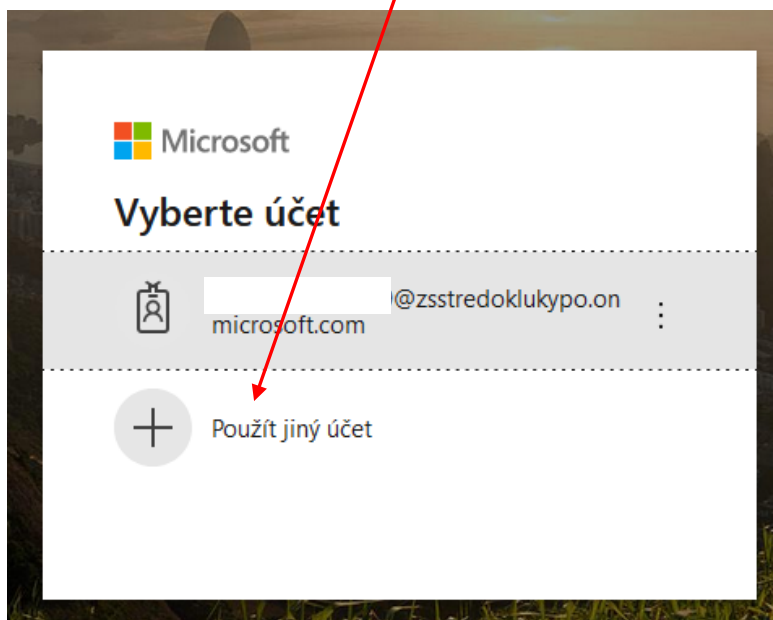 Microsoft
Vyberte účet
@zsstredoklukypo.on
microsoft.com
Použít jiný účet